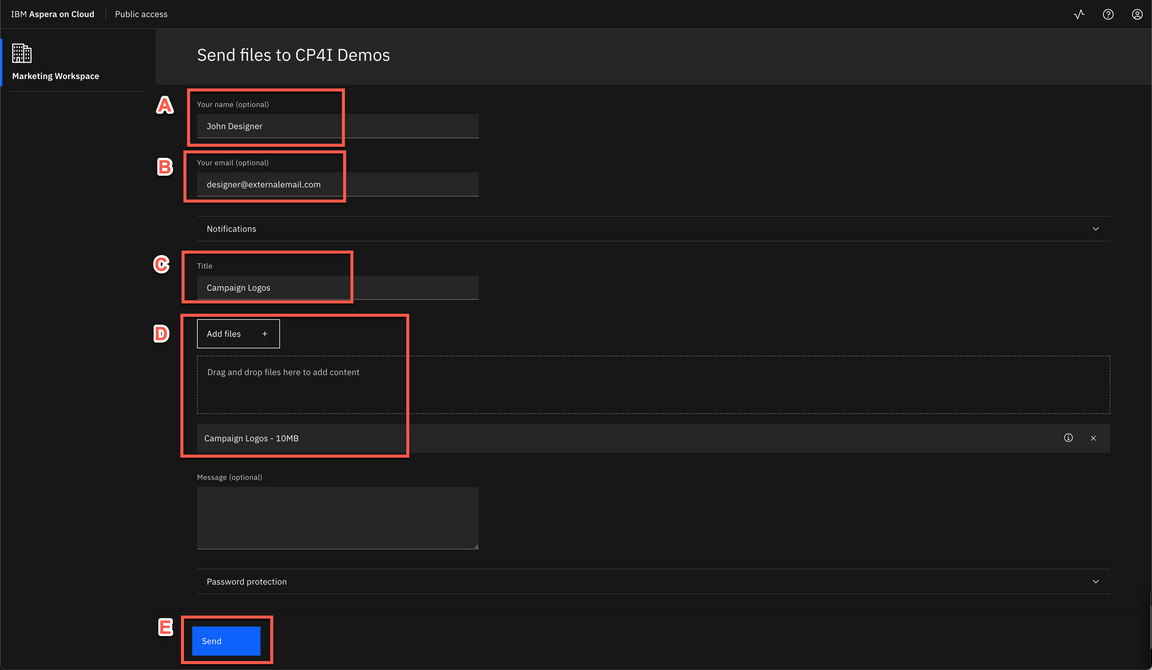 IBM Aspera on Cloud Public access
Marketing Workspace
Send files to CP4I Demos
A
Your name (optional)
John Designer
B
Your email (optional)
designer@externalemail.com
Notifications
C
Title
Campaign Logos
D
Add files +
Drag and drop files here to add content
Campaign Logos - 10MB
Message (optional)
Password protection
E
Send